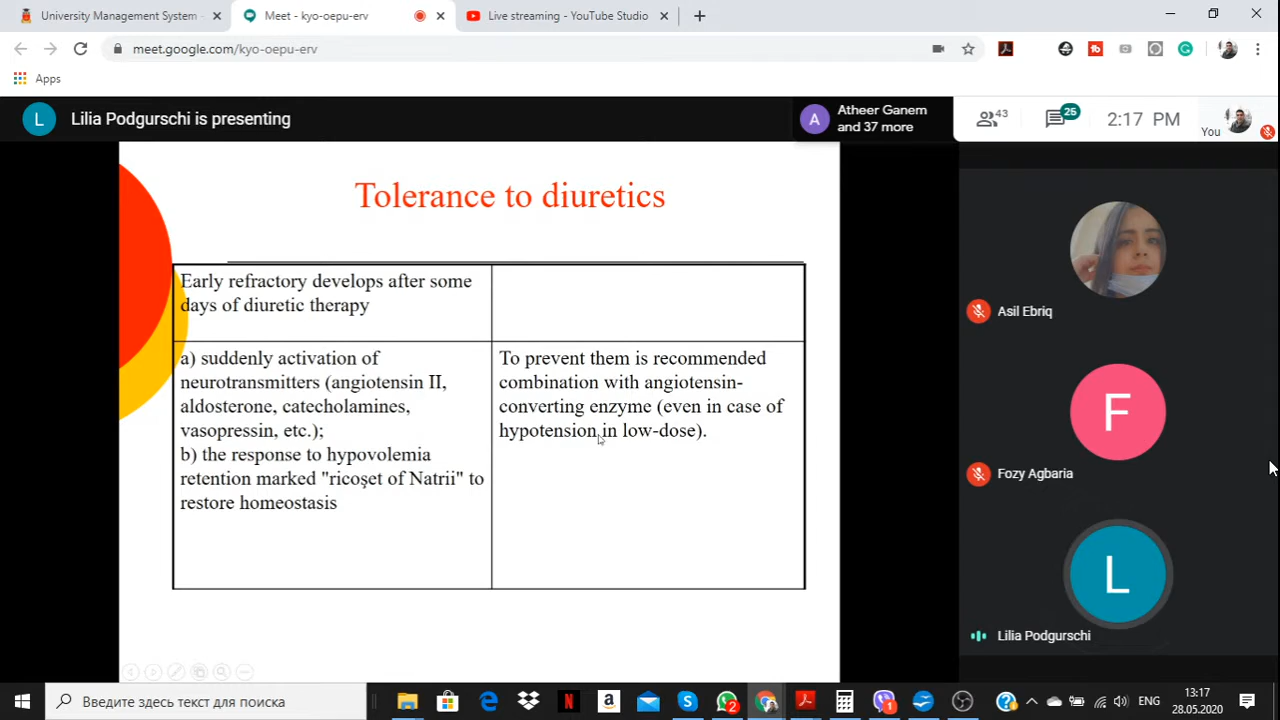 University Management System -
Meet - kyo-oepu-erv
Live streaming - YouTube Studio
meet.google.com/kyo-oepu-erv
Apps
L
Lilia Podgurschi is presenting
A
Atheer Ganem
and 37 more
43
25
2:17 PM
You
Tolerance to diuretics
Early refractory develops after some
days of diuretic therapy
a) suddenly activation of
neurotransmitters (angiotensin II,
aldosterone, catecholamines,
vasopressin, etc.);
b) the response to hypovolemia
retention marked "ricoşet of Natrii" to
restore homeostasis
To prevent them is recommended
combination with angiotensin-
converting enzyme (even in case of
hypotension in low-dose).
Asil Ebriq
F
Fozy Agbaria
L
Lilia Podgurschi
Введите здесь текст для поиска
ENG
13:17
28.05.2020